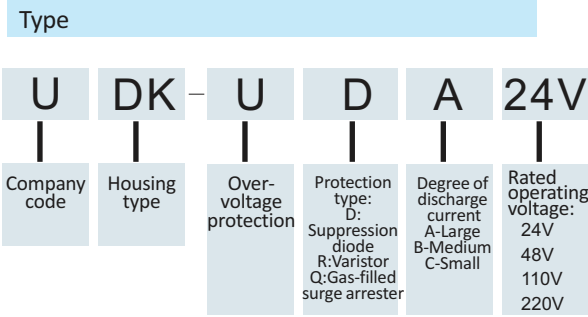 Type
U DK - U D A 24V
Company
code
Housing
type
Over-
voltage
protection
Protection
type:
D:
Suppression
diode
R:Varistor
Q:Gas-filled
surge arrester
Degree of
discharge
current
A-Large
B-Medium
C-Small
Rated
operating
voltage:
24V
48V
110V
220V